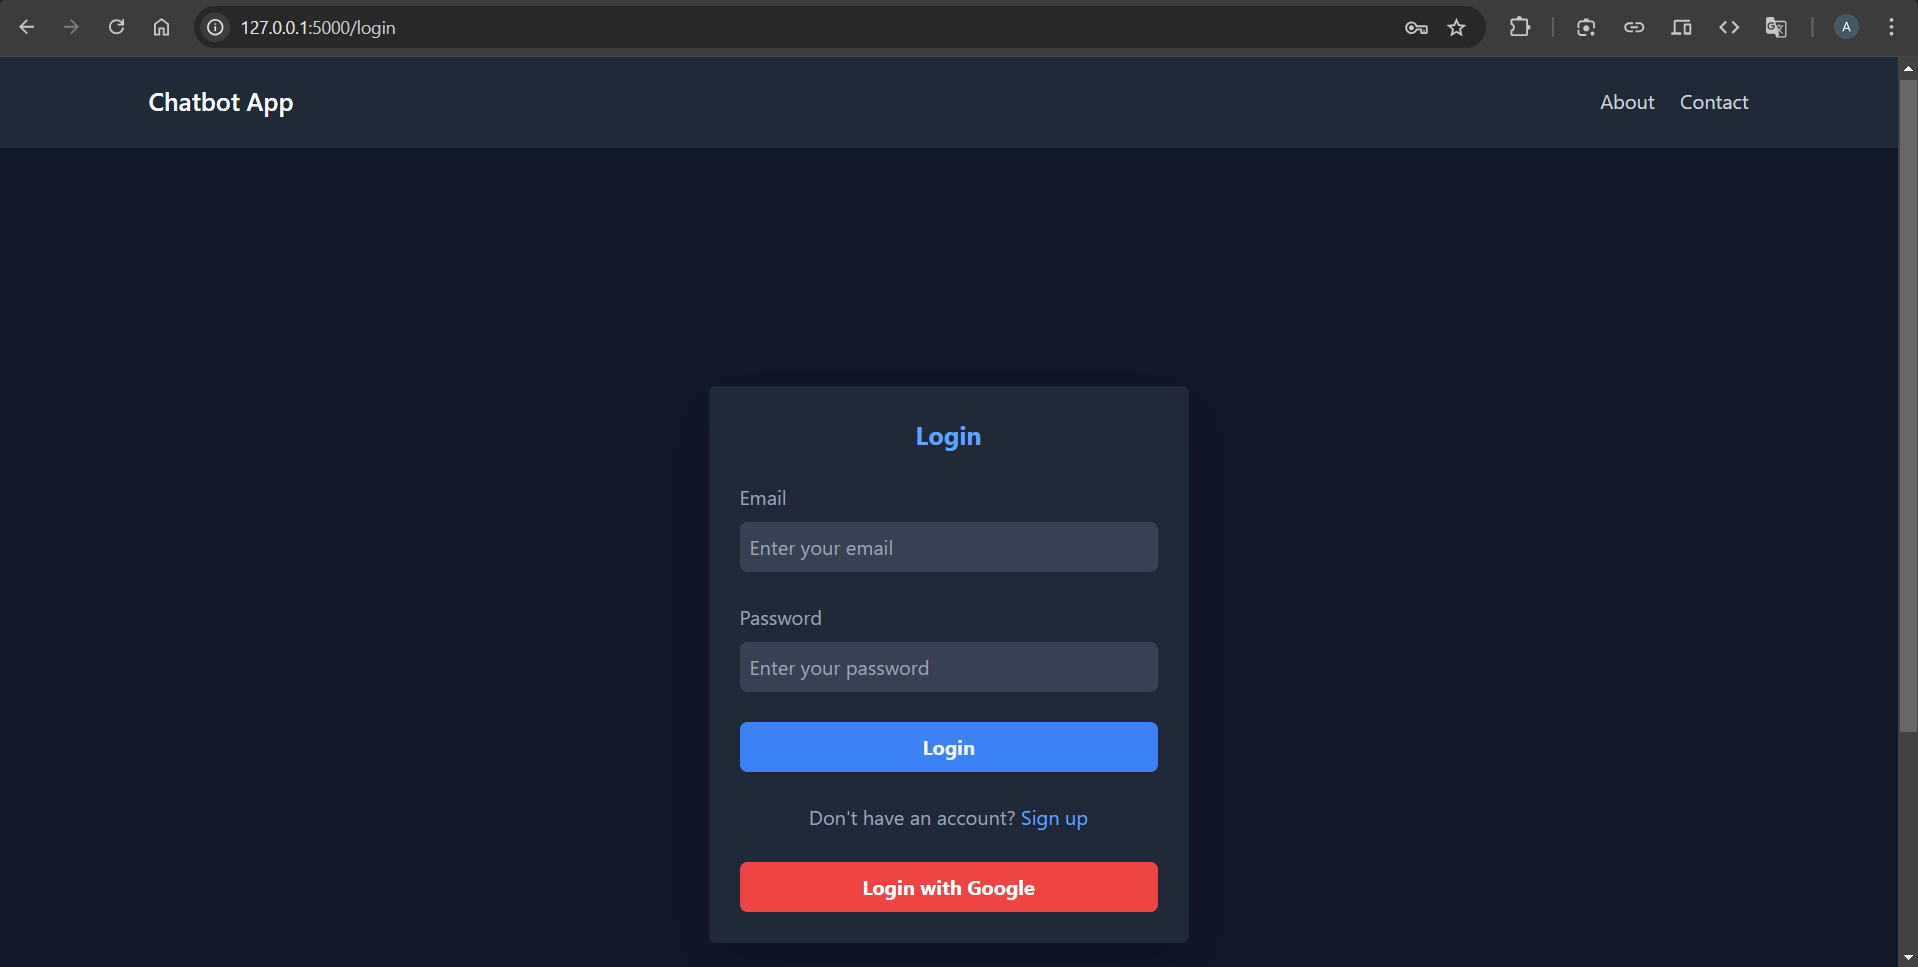 127.0.0.1:5000/login
A
Chatbot App
About
Contact
Login
Email
Enter your email
Password
Enter your password
Login
Don't have an account? Sign up
Login with Google